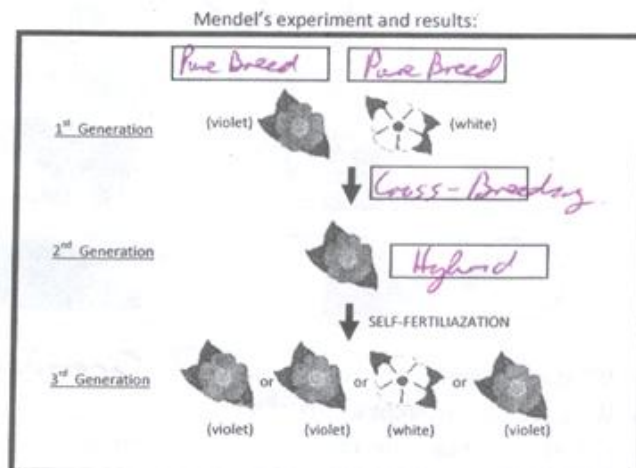 Mendel's experiment and results:
Pure Breed Pure Breed
1st Generation (violet) (white)
Cross-Breeding
2nd Generation Hybrid
SELF-FERTILIAZATION
3rd Generation or or or
(violet) (violet) (white) (violet)